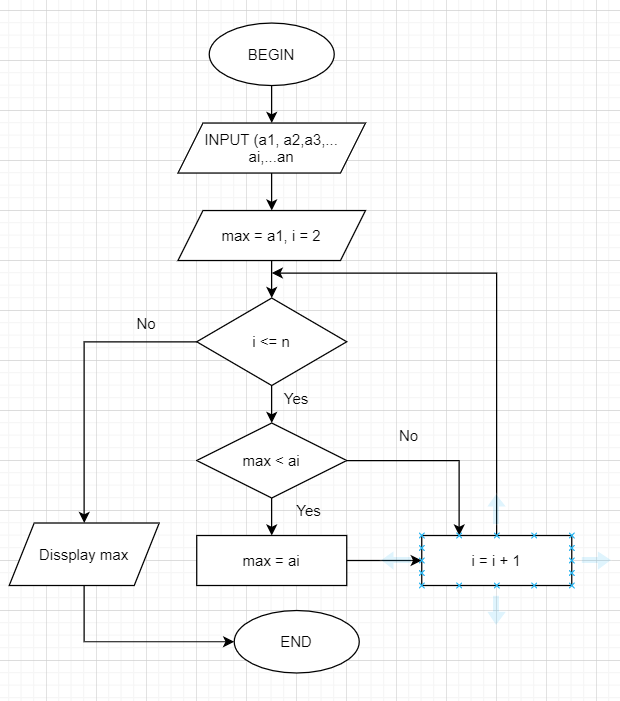 BEGIN
INPUT (a1, a2,a3,...
ai,...an
max = a1, i = 2
i <= n
No
Yes
max < ai
No
Yes
max = ai
i = i + 1
Dissplay max
END